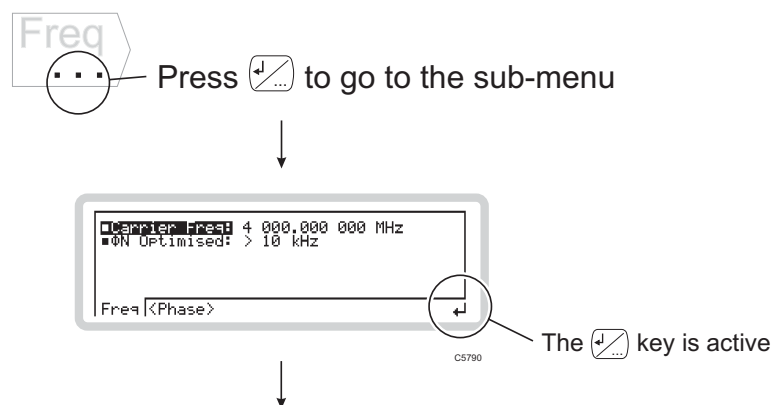 Freq
...
Press ↵/... to go to the sub-menu
▪Carrier Freq: 4 000.000 000 MHz
▪ΦN Optimised: > 10 kHz
Freq <Phase> ↵
C5790
The ↵/... key is active